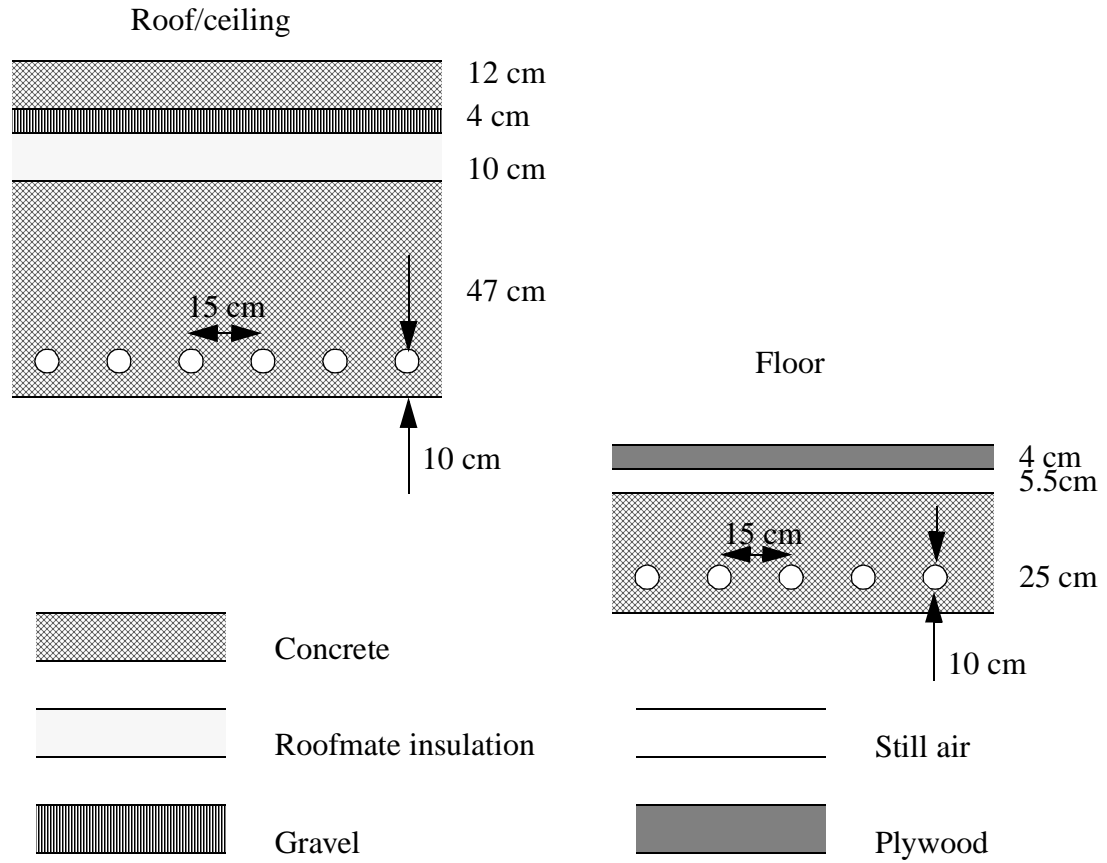 Roof/ceiling
12 cm
4 cm
10 cm
47 cm
15 cm
10 cm
Floor
4 cm
5.5cm
15 cm
25 cm
10 cm
Concrete
Roofmate insulation
Gravel
Still air
Plywood